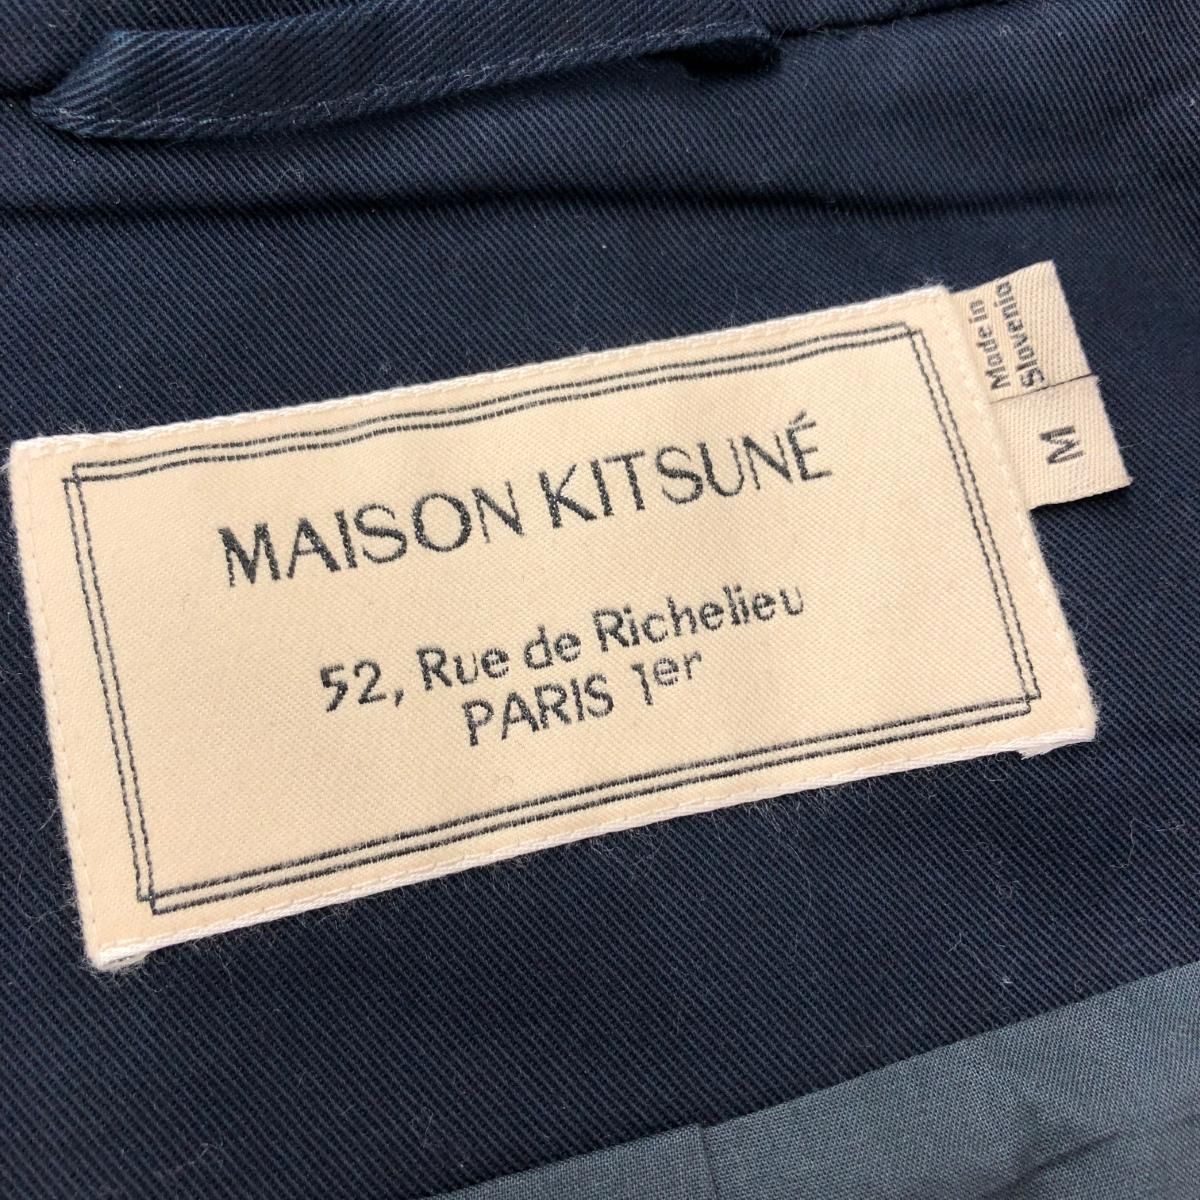 MAISON KITSUNÉ
52, Rue de Richelieu
PARIS 1er
Made in
Slovenia
M